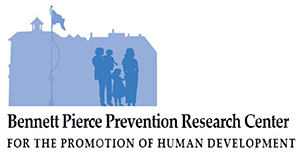 Bennett Pierce Prevention Research Center
FOR THE PROMOTION OF HUMAN DEVELOPMENT